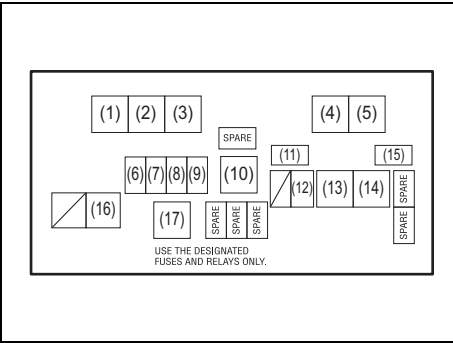 (1) (2) (3) (4) (5)
SPARE
(11) (15)
(6) (7) (8) (9) (10)
(12) (13) (14) SPARE
(16) (17) SPARE SPARE SPARE SPARE
USE THE DESIGNATED
FUSES AND RELAYS ONLY.